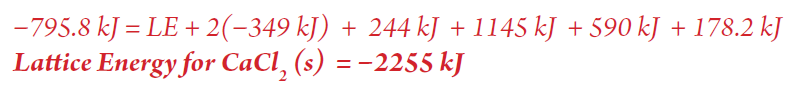 −795.8 kJ = LE + 2(−349 kJ) + 244 kJ + 1145 kJ + 590 kJ + 178.2 kJ
Lattice Energy for CaCl₂ (s) = −2255 kJ